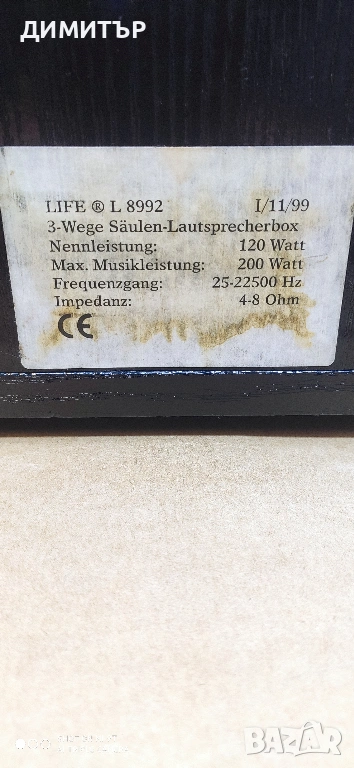 ДИМИТЪР
LIFE ® L 8992 I/11/99
3-Wege Säulen-Lautsprecherbox
Nennleistung: 120 Watt
Max. Musikleistung: 200 Watt
Frequenzgang: 25-22500 Hz
Impedanz: 4-8 Ohm
CE
BAZAR